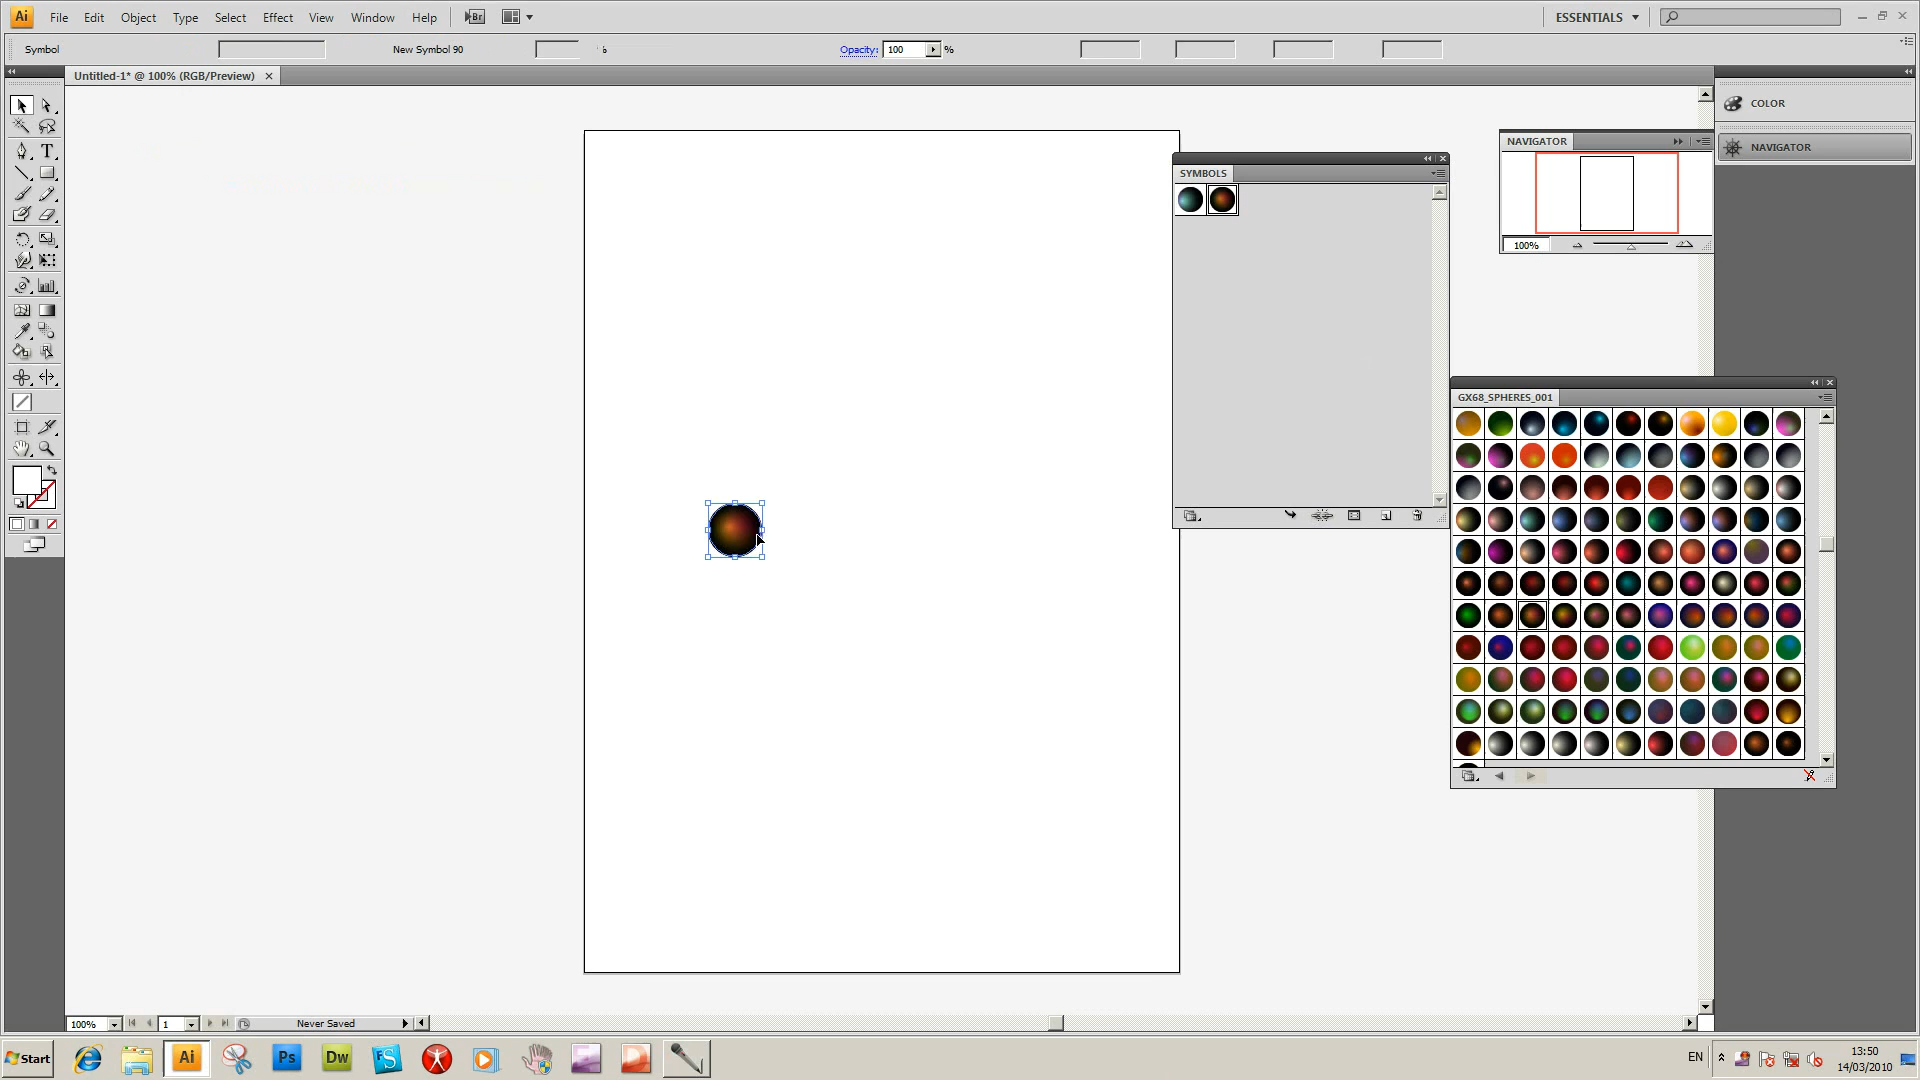 Ai File Edit Object Type Select Effect View Window Help Br ESSENTIALS
Symbol New Symbol 90 % Opacity: 100 %
Untitled-1* @ 100% (RGB/Preview)
COLOR
NAVIGATOR
NAVIGATOR
100%
SYMBOLS
GX68_SPHERES_001
T
100% 1 Never Saved
Start Ai Ps Dw FS EN 13:50
14/03/2010